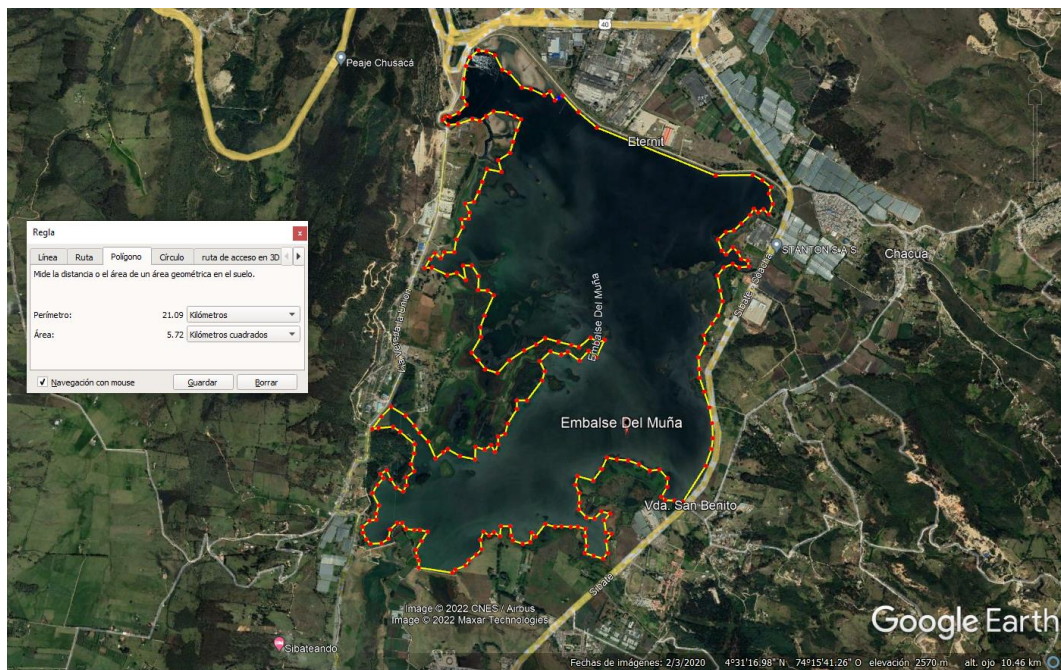 40
Peaje Chusacá
Eternit
Regla
x
Línea
Ruta
Polígono
Círculo
ruta de acceso en 3D
Mide la distancia o el área de un área geométrica en el suelo.
Perímetro:
21.09
Kilómetros
Área:
5.72
Kilómetros cuadrados
Navegación con mouse
Guardar
Borrar
STANTON S.A.S
Chacua
Embalse Del Muña
Embalse Del Muña
Vda. San Benito
Sibaté
Image © 2022 CNES / Airbus
Image © 2022 Maxar Technologies
Sibateando
Google Earth
Fechas de imágenes: 2/3/2020 4°31'16.98" N 74°15'41.26" O elevación 2570 m alt. ojo 10.46 km